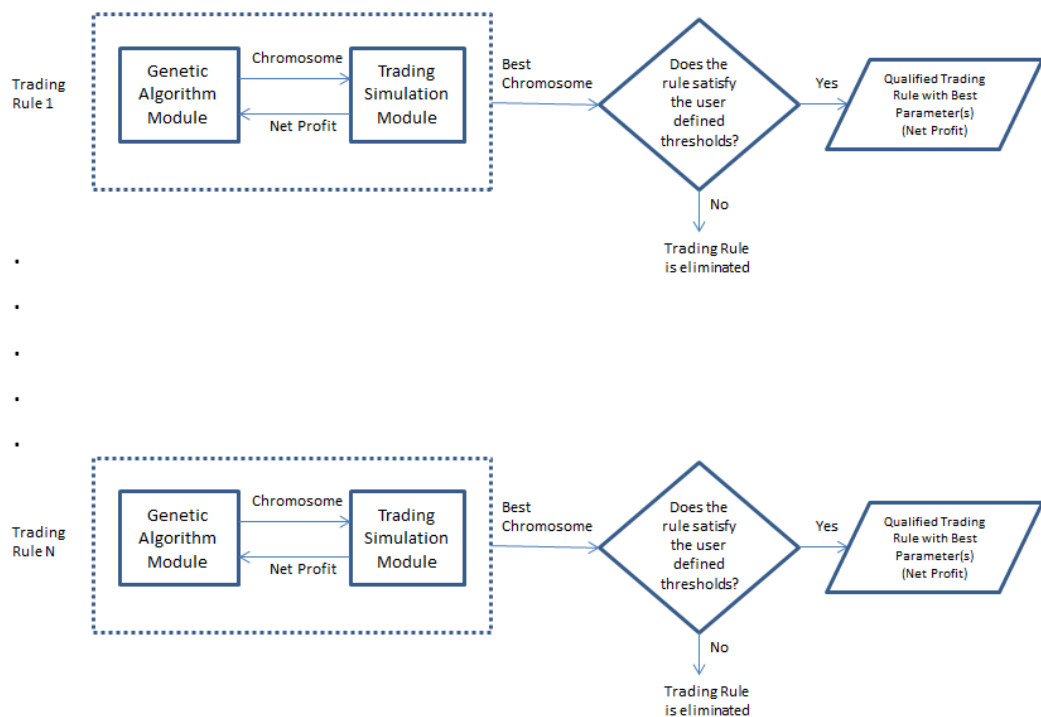 Trading
Rule 1
Genetic
Algorithm
Module
Chromosome
Net Profit
Trading
Simulation
Module
Best
Chromosome
Does the
rule satisfy
the user
defined
thresholds?
Yes
Qualified Trading
Rule with Best
Parameter(s)
(Net Profit)
No
Trading Rule
is eliminated
.
.
.
.
.
Trading
Rule N
Genetic
Algorithm
Module
Chromosome
Net Profit
Trading
Simulation
Module
Best
Chromosome
Does the
rule satisfy
the user
defined
thresholds?
Yes
Qualified Trading
Rule with Best
Parameter(s)
(Net Profit)
No
Trading Rule
is eliminated